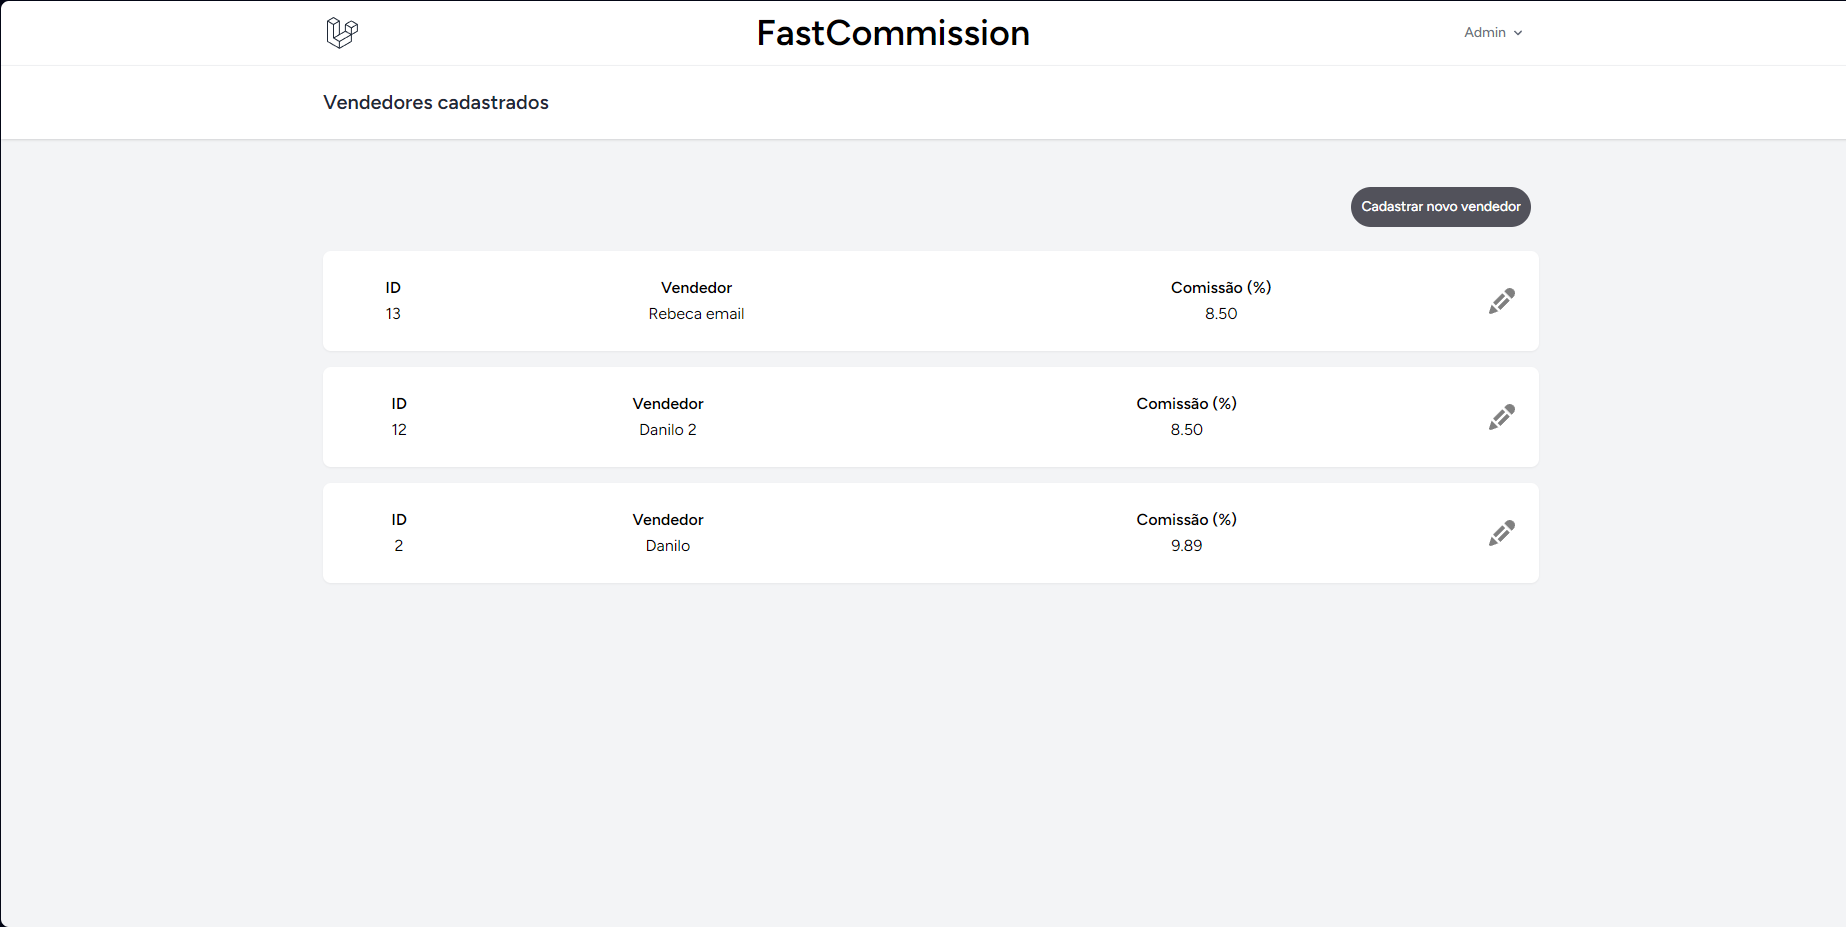 FastCommission
Admin
Vendedores cadastrados
Cadastrar novo vendedor
ID Vendedor Comissão (%)
13 Rebeca email 8.50
ID Vendedor Comissão (%)
12 Danilo 2 8.50
ID Vendedor Comissão (%)
2 Danilo 9.89